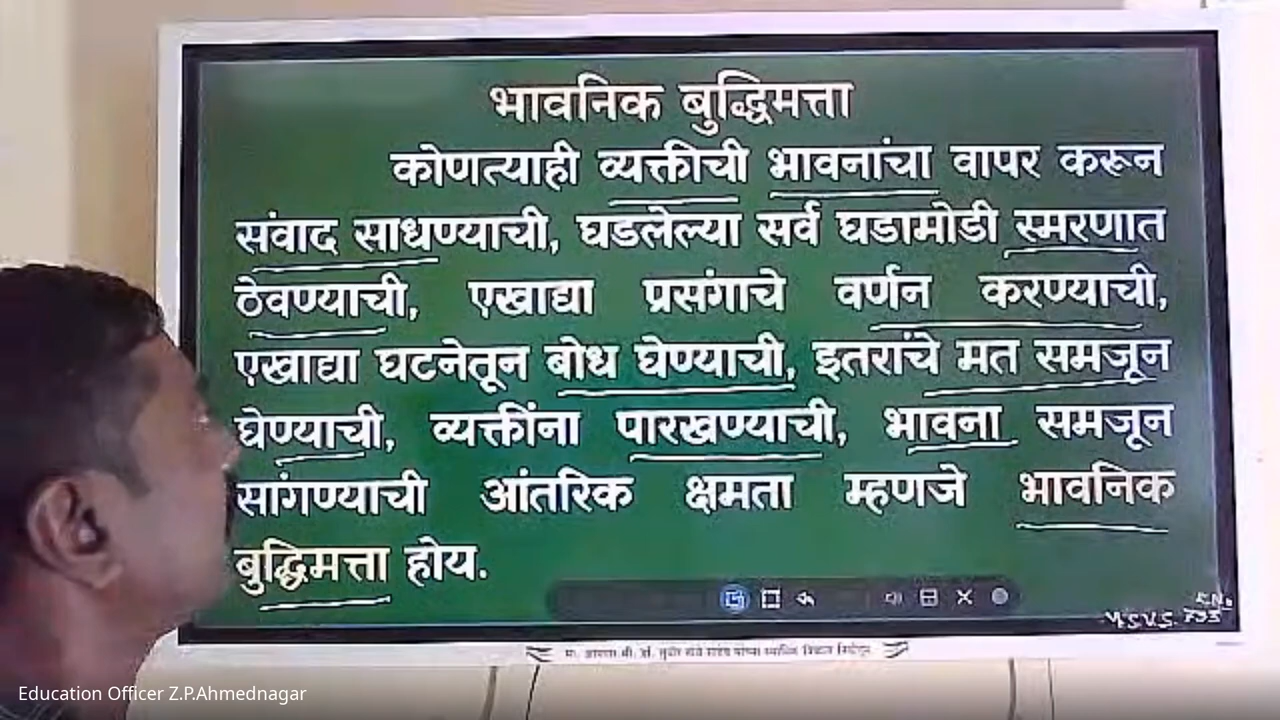 भावनिक बुद्धिमत्ता
कोणत्याही व्यक्तीची भावनांचा वापर करून
संवाद साधण्याची, घडलेल्या सर्व घडामोडी स्मरणात
ठेवण्याची, एखाद्या प्रसंगाचे वर्णन करण्याची,
एखाद्या घटनेतून बोध घेण्याची, इतरांचे मत समजून
घेण्याची, व्यक्तींना पारखण्याची, भावना समजून
सांगण्याची आंतरिक क्षमता म्हणजे भावनिक
बुद्धिमत्ता होय.
Education Officer Z.P.Ahmednagar